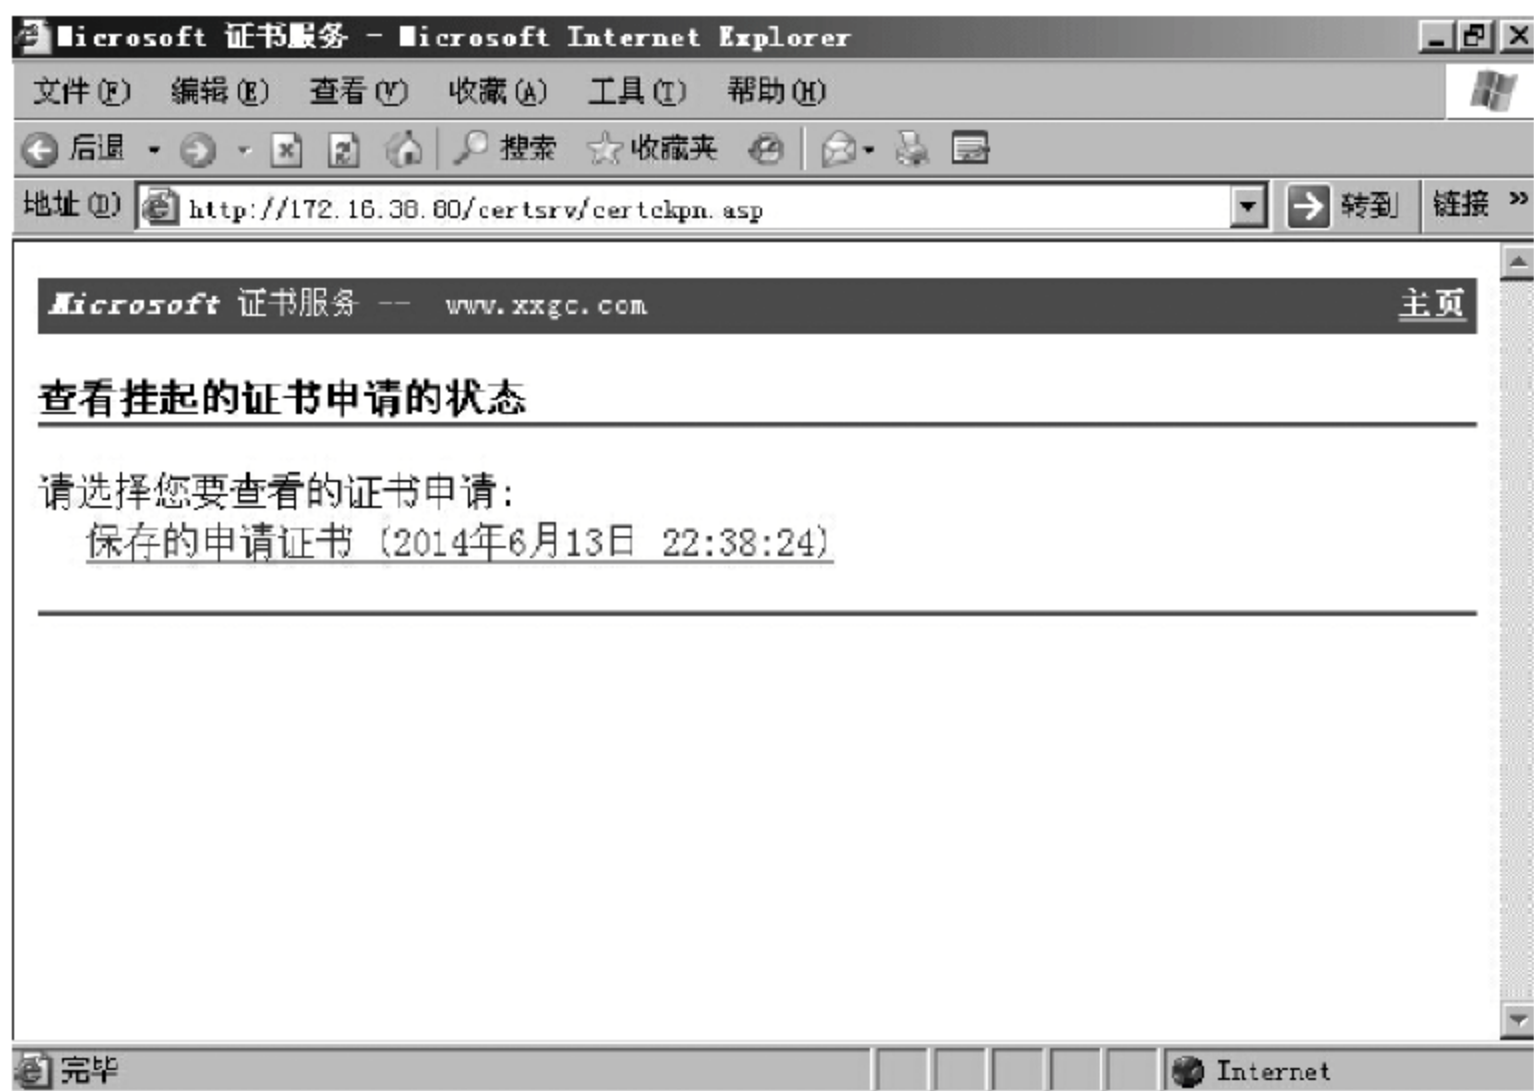 Microsoft 证书服务 - Microsoft Internet Explorer
文件(F) 编辑(E) 查看(V) 收藏(A) 工具(T) 帮助(H)
后退 搜索 收藏夹
地址(D) http://172.16.38.80/certsrv/certckpn.asp 转到 链接 »
Microsoft 证书服务 -- www.xxgc.com 主页
查看挂起的证书申请的状态
请选择您要查看的证书申请:
保存的申请证书 (2014年6月13日 22:38:24)
完毕 Internet